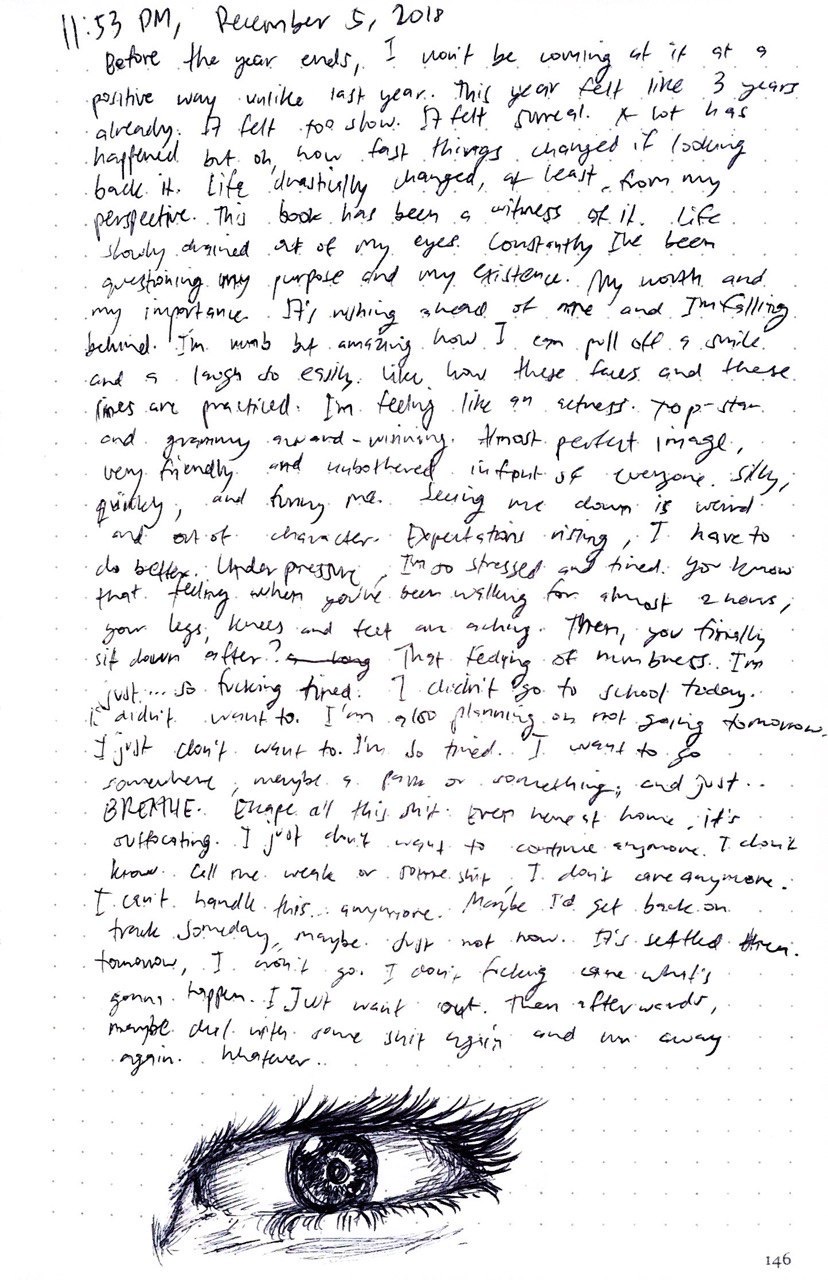 11:53 PM, December 5, 2018
Before the year ends, I won't be coming at it at a
positive way unlike last year. This year felt like 3 years
already. It felt too slow. It felt surreal. A lot has
happened but oh, how fast things changed if looking
back it. Life drastically changed, at least, from my
perspective. This book has been a witness of it. Life
slowly drained out of my eyes. Constantly I've been
questioning my purpose and my existence. My worth and
my importance. It's rushing ahead of me and I'm falling
behind. I'm numb but amazing how I can pull off a smile
and a laugh so easily. Like how these faces and these
lines are practiced. I'm feeling like an actress. Top-star
and grammy award-winning. Almost perfect image,
very friendly and unbothered infront of everyone. Silly,
quirky, and funny me. Seeing me down is weird
and out of character. Expectations rising, I have to
do better. Under pressure, I'm so stressed and tired. You know
that feeling when you've been walking for almost 2 hours,
your legs, knees and feet are aching. Then, you finally
sit down after? a long That feeling of numbness. I'm
just... so fucking tired. I didn't go to school today.
I didn't want to. I'm also planning on not going tomorrow.
I just don't want to. I'm so tired. I want to go
somewhere, maybe a park or something, and just..
BREATHE. Escape all this shit. Even here at home, it's
suffocating. I just don't want to continue anymore. I don't
know. Call me weak or some shit, I don't care anymore.
I can't handle this.. anymore. Maybe I'd get back on
track someday, maybe. Just not now. It's settled then.
tomorrow, I won't go. I don't fucking care what's
gonna happen. I Just want out. Then afterwards,
maybe deal with some shit again and run away
again. Whatever..
146